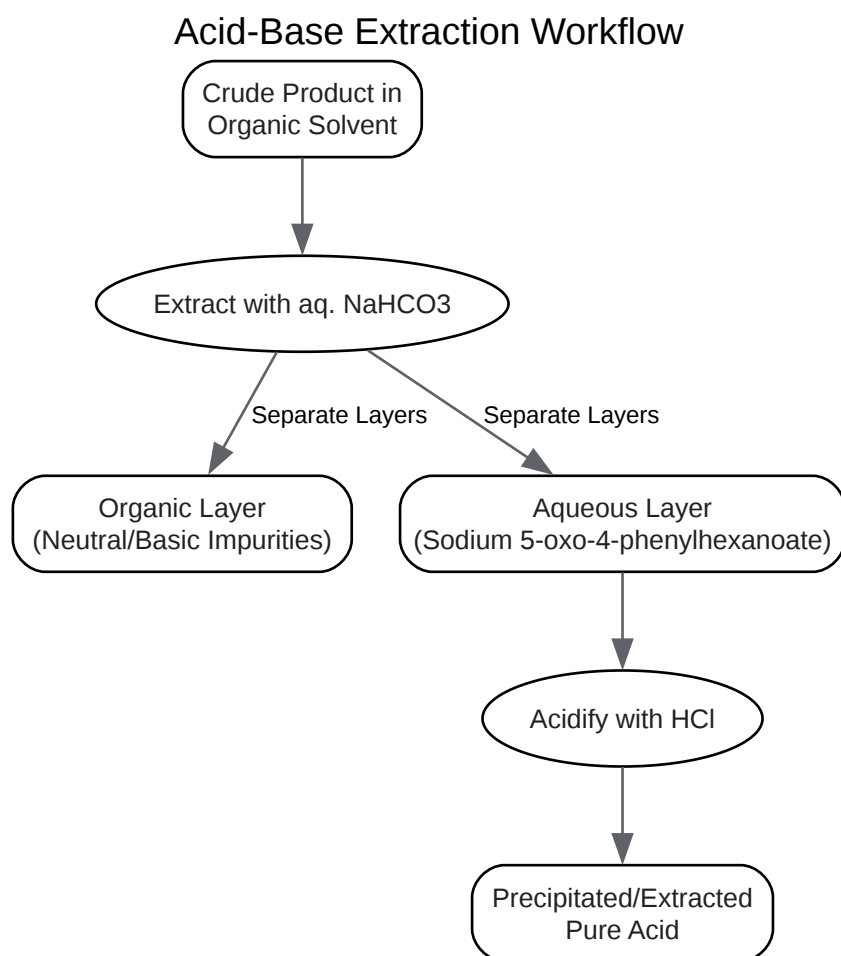 Acid-Base Extraction Workflow
Crude Product in
Organic Solvent
Extract with aq. NaHCO3
Separate Layers
Separate Layers
Organic Layer
(Neutral/Basic Impurities)
Aqueous Layer
(Sodium 5-oxo-4-phenylhexanoate)
Acidify with HCl
Precipitated/Extracted
Pure Acid